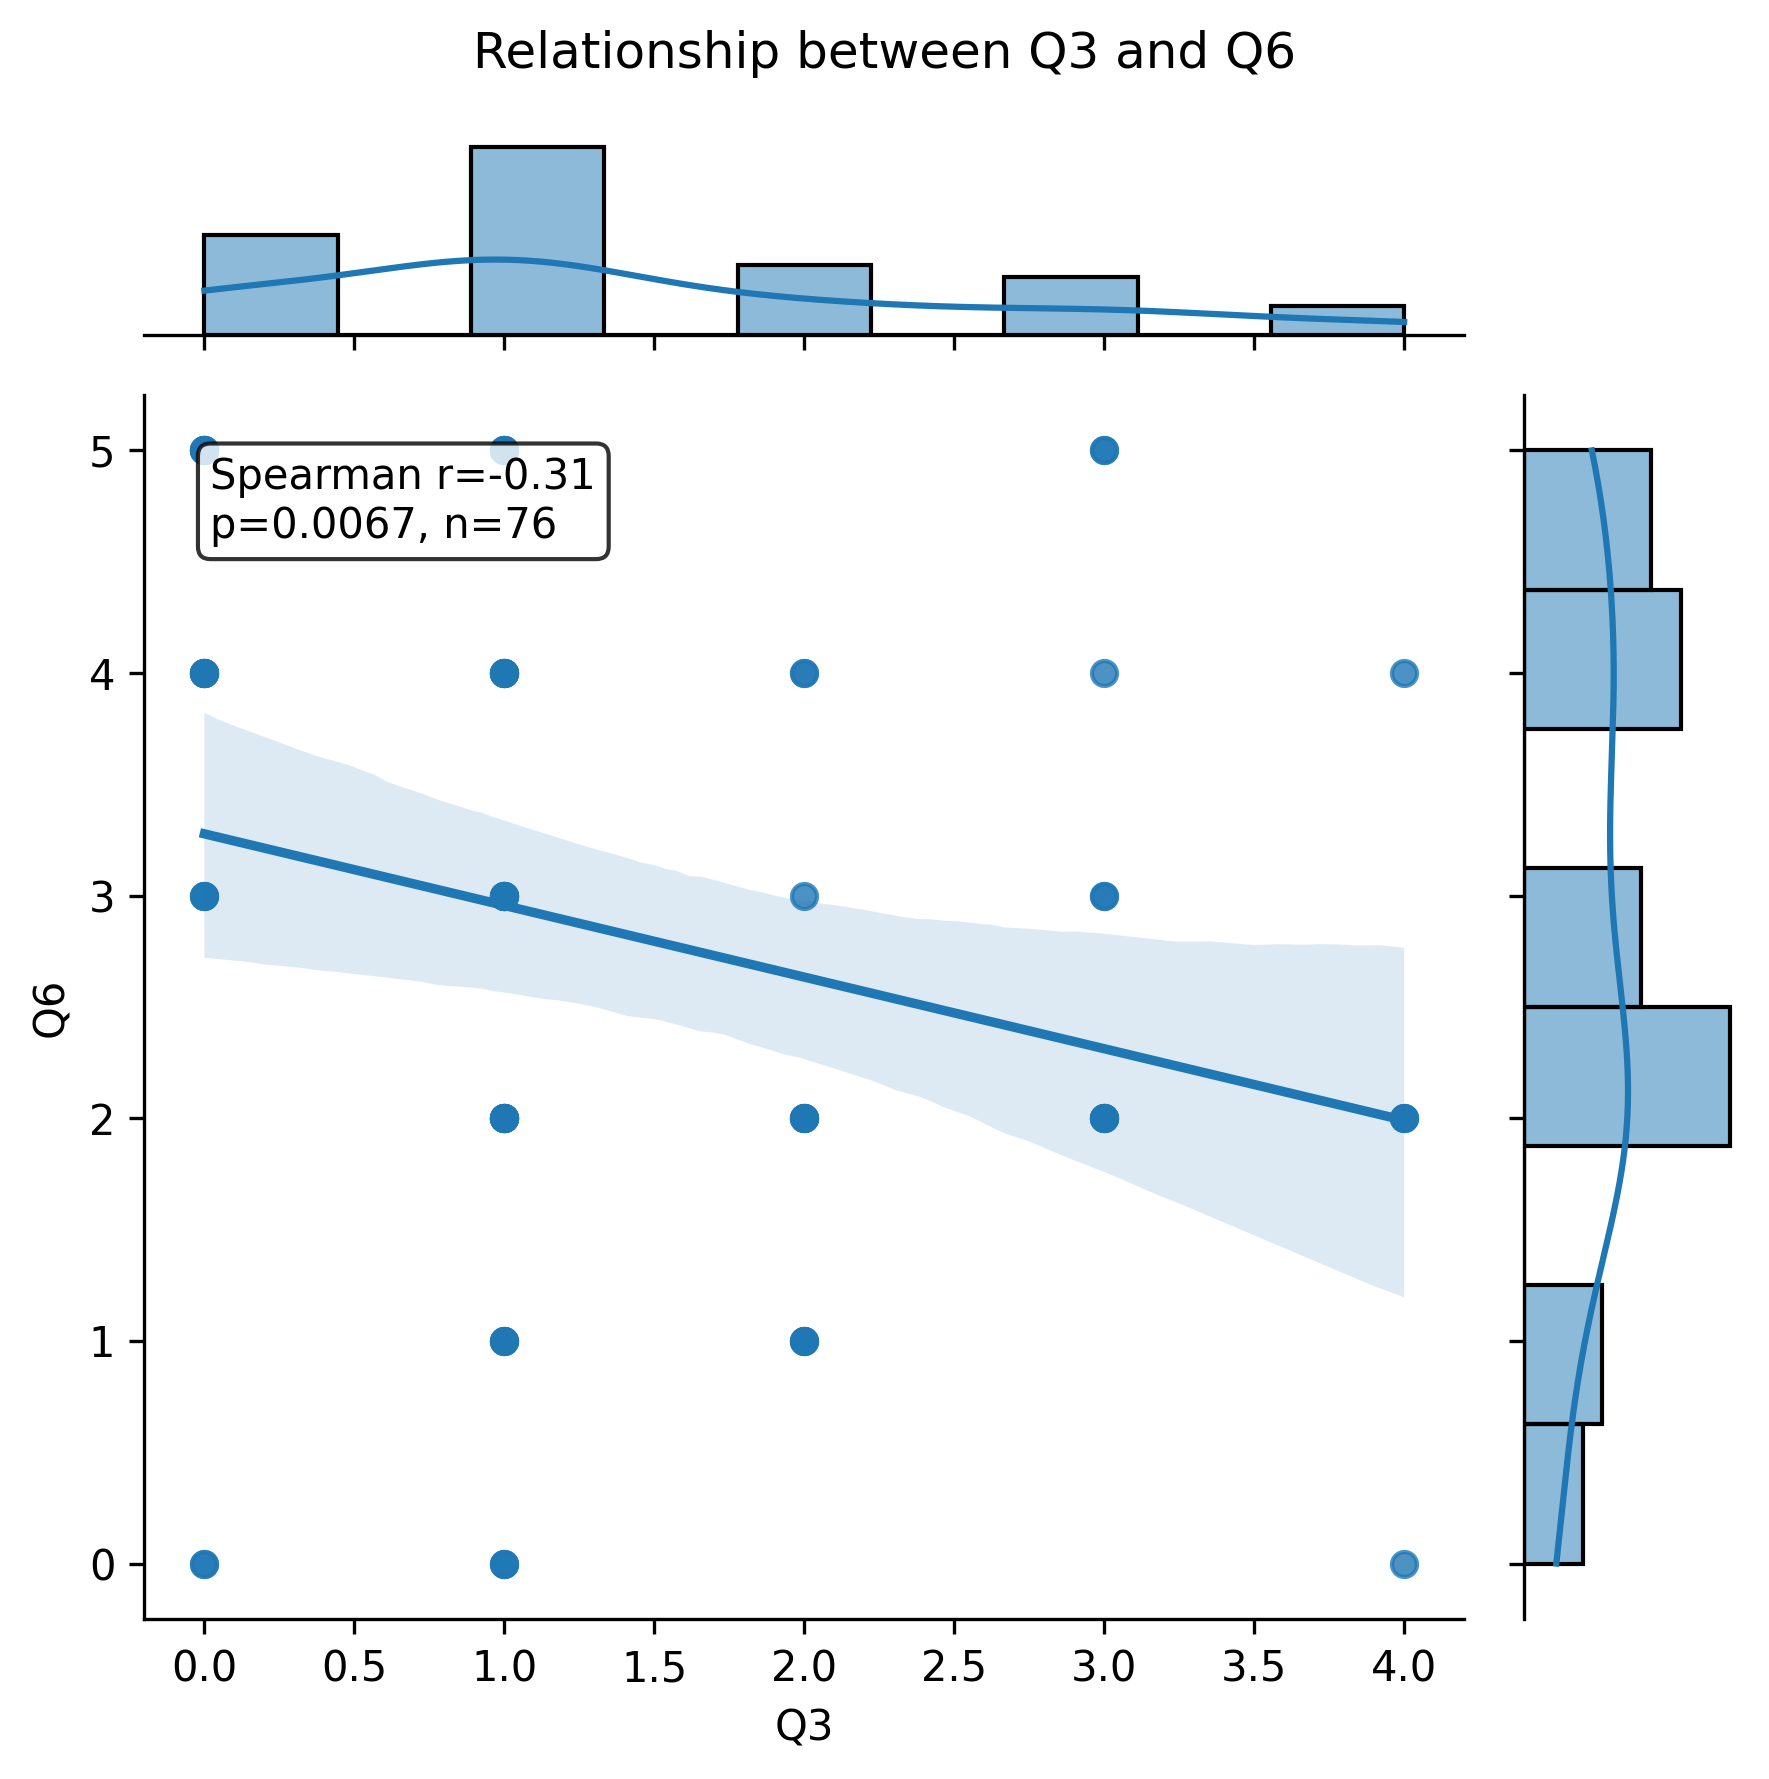 Relationship between Q3 and Q6
Spearman r=-0.31
p=0.0067, n=76
5
4
3
2
1
0
Q6
0.0 0.5 1.0 1.5 2.0 2.5 3.0 3.5 4.0
Q3